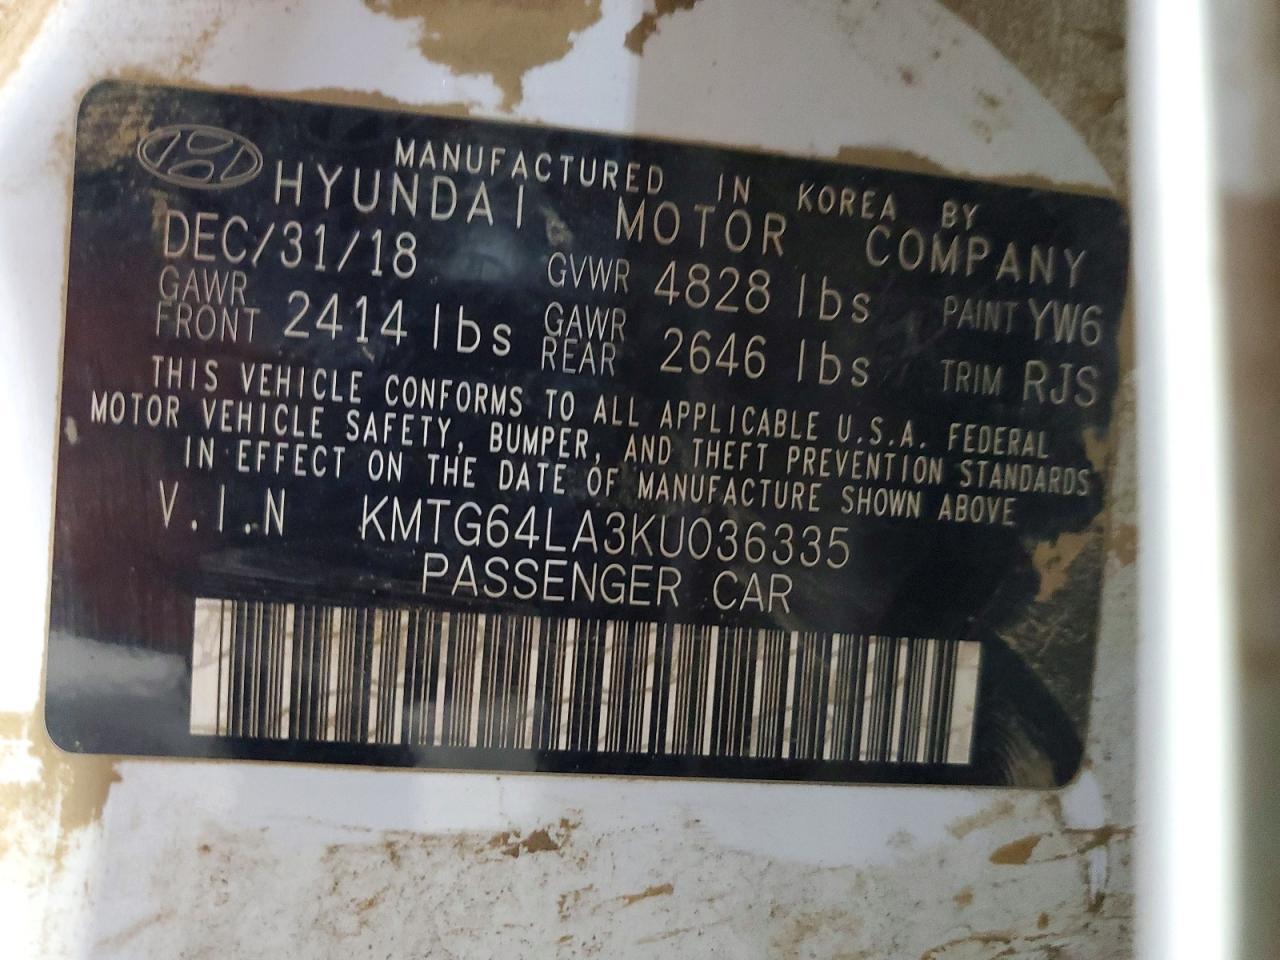 MANUFACTURED IN KOREA BY
HYUNDAI MOTOR COMPANY
DEC/31/18 GVWR 4828 lbs PAINT YW6
GAWR FRONT 2414 lbs GAWR REAR 2646 lbs TRIM RJS
THIS VEHICLE CONFORMS TO ALL APPLICABLE U.S.A. FEDERAL
MOTOR VEHICLE SAFETY, BUMPER, AND THEFT PREVENTION STANDARDS
IN EFFECT ON THE DATE OF MANUFACTURE SHOWN ABOVE
V.I.N KMTG64LA3KU036335
PASSENGER CAR